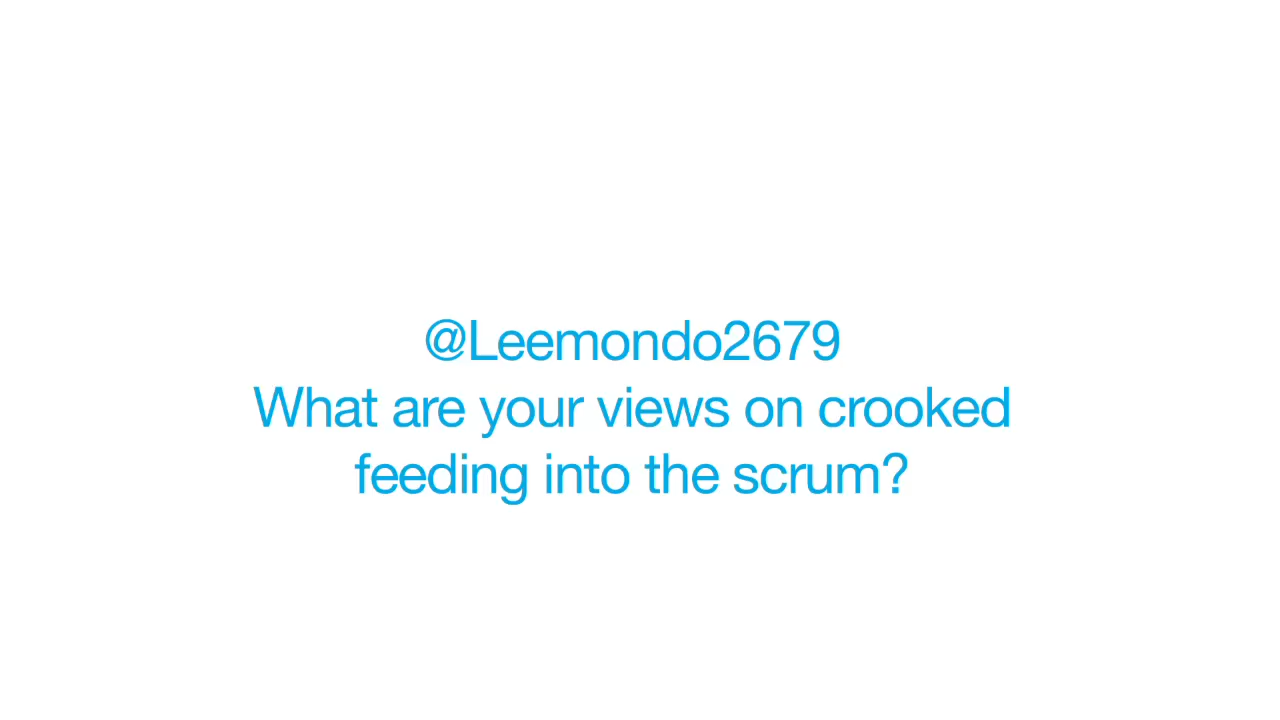 @Leemondo2679
What are your views on crooked
feeding into the scrum?